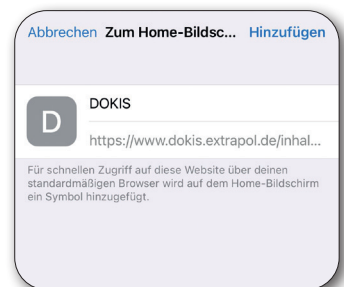 Abbrechen Zum Home-Bildsc... Hinzufügen
D
DOKIS
https://www.dokis.extrapol.de/inhal...
Für schnellen Zugriff auf diese Website über deinen
standardmäßigen Browser wird auf dem Home-Bildschirm
ein Symbol hinzugefügt.